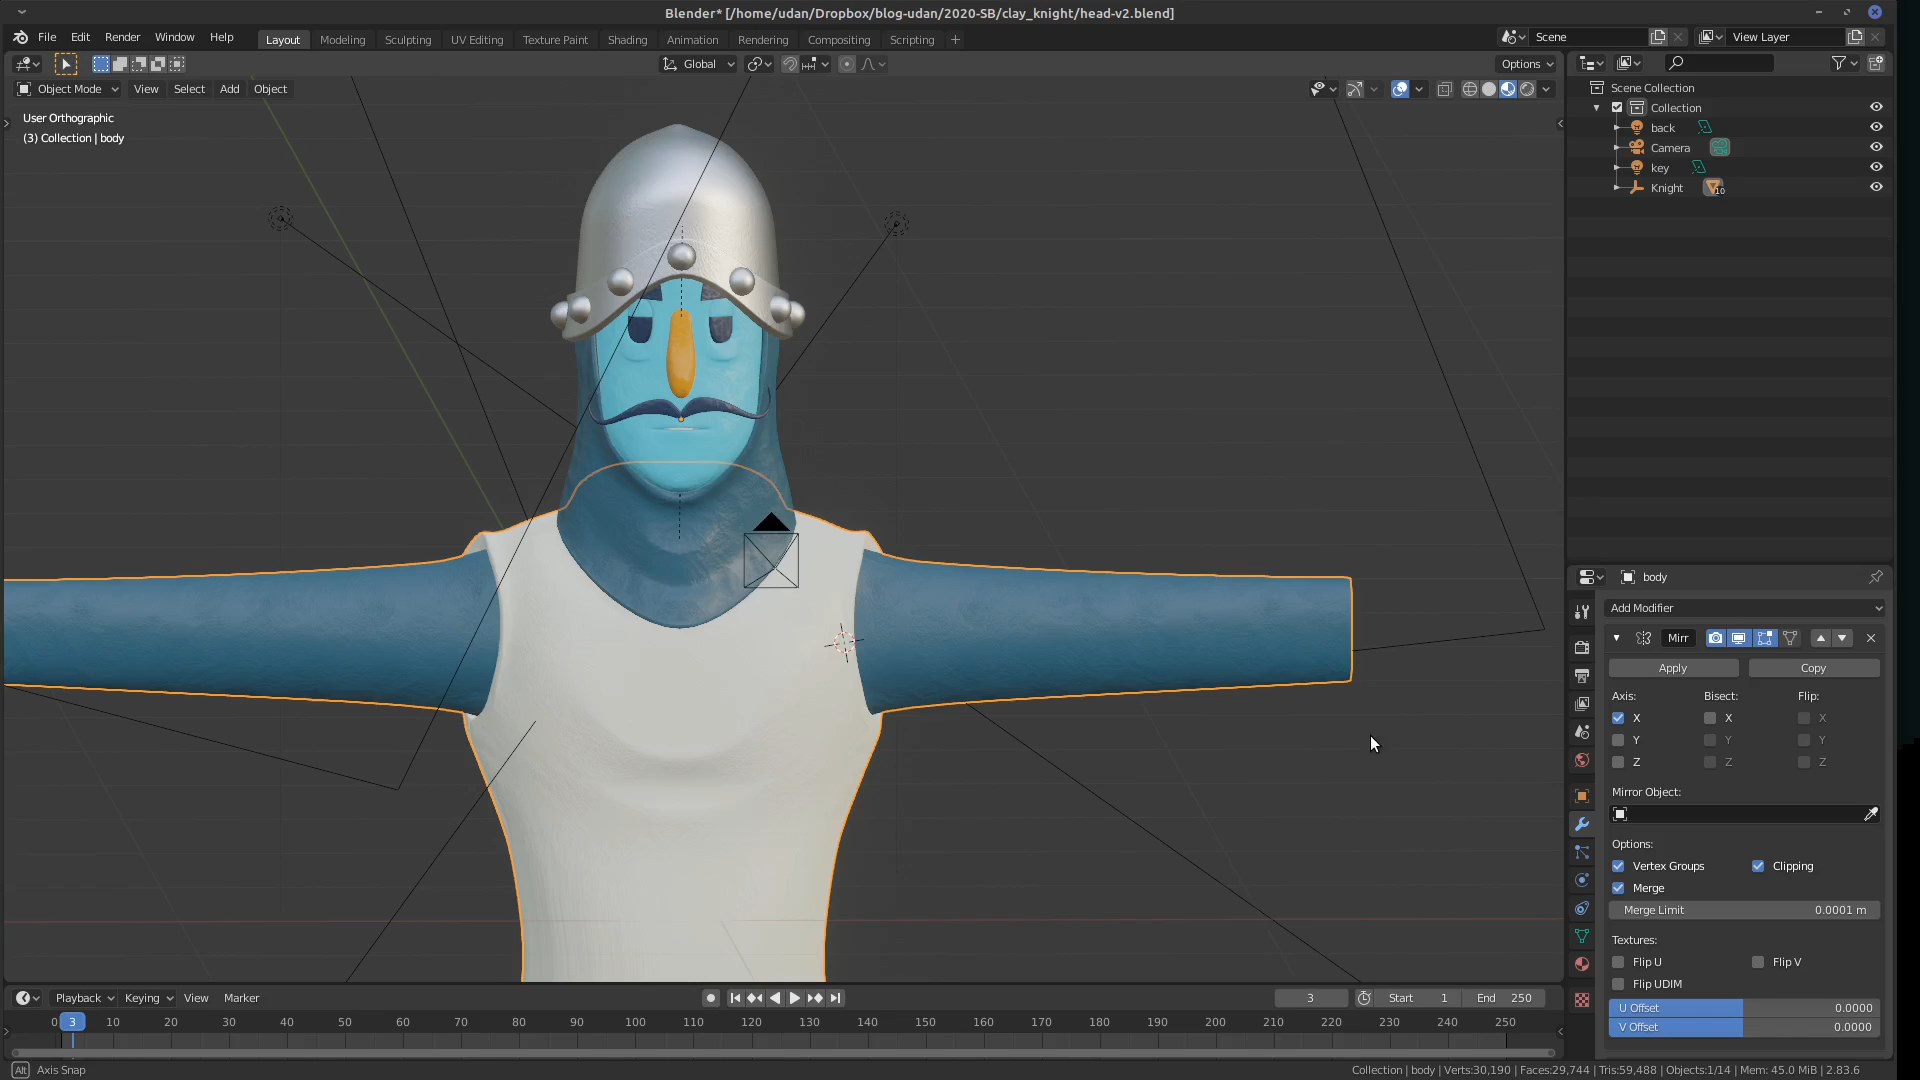 Blender* [/home/udan/Dropbox/blog-udan/2020-SB/clay_knight/head-v2.blend]
File Edit Render Window Help Layout Modeling Sculpting UV Editing Texture Paint Shading Animation Rendering Compositing Scripting + Scene View Layer
Global Options
Object Mode View Select Add Object
User Orthographic
(3) Collection | body
Scene Collection
Collection
back
Camera
key
Knight 10
body
Add Modifier
Mirr
Apply Copy
Axis: Bisect: Flip:
X X X
Y Y Y
Z Z Z
Mirror Object:
Options:
Vertex Groups Clipping
Merge
Merge Limit 0.0001 m
Textures:
Flip U Flip V
Flip UDIM
U Offset 0.0000
V Offset 0.0000
Playback Keying View Marker 3 Start 1 End 250
0 3 10 20 30 40 50 60 70 80 90 100 110 120 130 140 150 160 170 180 190 200 210 220 230 240 250
Alt Axis Snap
Collection | body | Verts:30,190 | Faces:29,744 | Tris:59,488 | Objects:1/14 | Mem: 45.0 MiB | 2.83.6